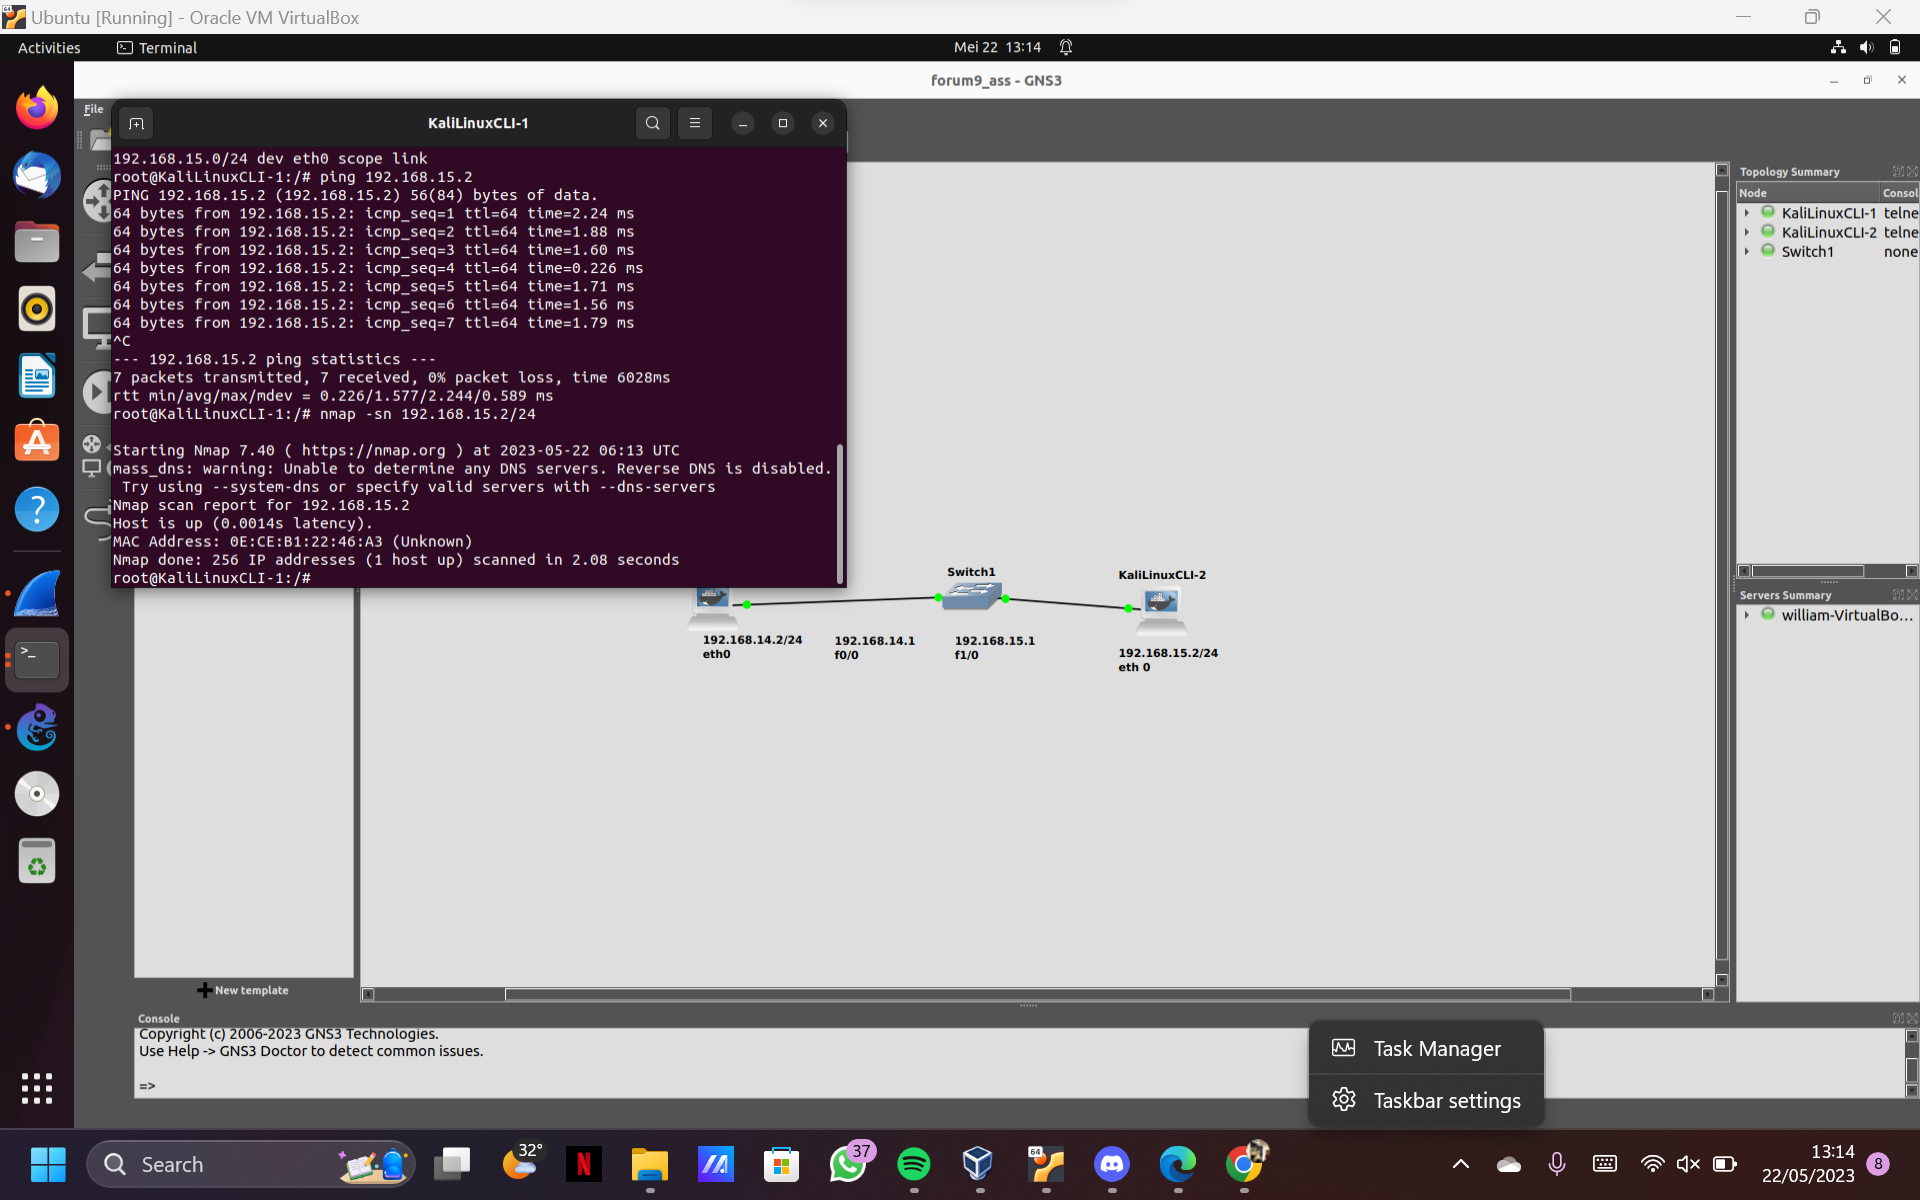 Ubuntu [Running] - Oracle VM VirtualBox
Activities
Terminal
Mei 22 13:14
forum9_ass - GNS3
File
KaliLinuxCLI-1
192.168.15.0/24 dev eth0 scope link
root@KaliLinuxCLI-1:/# ping 192.168.15.2
PING 192.168.15.2 (192.168.15.2) 56(84) bytes of data.
64 bytes from 192.168.15.2: icmp_seq=1 ttl=64 time=2.24 ms
64 bytes from 192.168.15.2: icmp_seq=2 ttl=64 time=1.88 ms
64 bytes from 192.168.15.2: icmp_seq=3 ttl=64 time=1.60 ms
64 bytes from 192.168.15.2: icmp_seq=4 ttl=64 time=0.226 ms
64 bytes from 192.168.15.2: icmp_seq=5 ttl=64 time=1.71 ms
64 bytes from 192.168.15.2: icmp_seq=6 ttl=64 time=1.56 ms
64 bytes from 192.168.15.2: icmp_seq=7 ttl=64 time=1.79 ms
^C
--- 192.168.15.2 ping statistics ---
7 packets transmitted, 7 received, 0% packet loss, time 6028ms
rtt min/avg/max/mdev = 0.226/1.577/2.244/0.589 ms
root@KaliLinuxCLI-1:/# nmap -sn 192.168.15.2/24
Starting Nmap 7.40 ( https://nmap.org ) at 2023-05-22 06:13 UTC
mass_dns: warning: Unable to determine any DNS servers. Reverse DNS is disabled.
Try using --system-dns or specify valid servers with --dns-servers
Nmap scan report for 192.168.15.2
Host is up (0.0014s latency).
MAC Address: 0E:CE:B1:22:46:A3 (Unknown)
Nmap done: 256 IP addresses (1 host up) scanned in 2.08 seconds
root@KaliLinuxCLI-1:/#
Topology Summary
Node Consol
KaliLinuxCLI-1 telne
KaliLinuxCLI-2 telne
Switch1 none
Servers Summary
william-VirtualBo...
Switch1
KaliLinuxCLI-2
192.168.14.2/24
eth0
192.168.14.1
f0/0
192.168.15.1
f1/0
192.168.15.2/24
eth 0
New template
Console
Copyright (c) 2006-2023 GNS3 Technologies.
Use Help -> GNS3 Doctor to detect common issues.
=>
Task Manager
Taskbar settings
Search
32°
N
37
64
13:14
22/05/2023
8